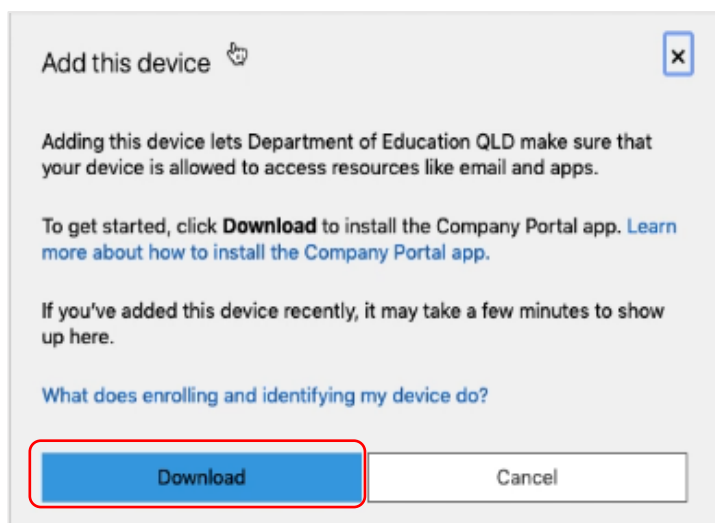 Add this device
Adding this device lets Department of Education QLD make sure that
your device is allowed to access resources like email and apps.
To get started, click Download to install the Company Portal app. Learn
more about how to install the Company Portal app.
If you've added this device recently, it may take a few minutes to show
up here.
What does enrolling and identifying my device do?
Download Cancel